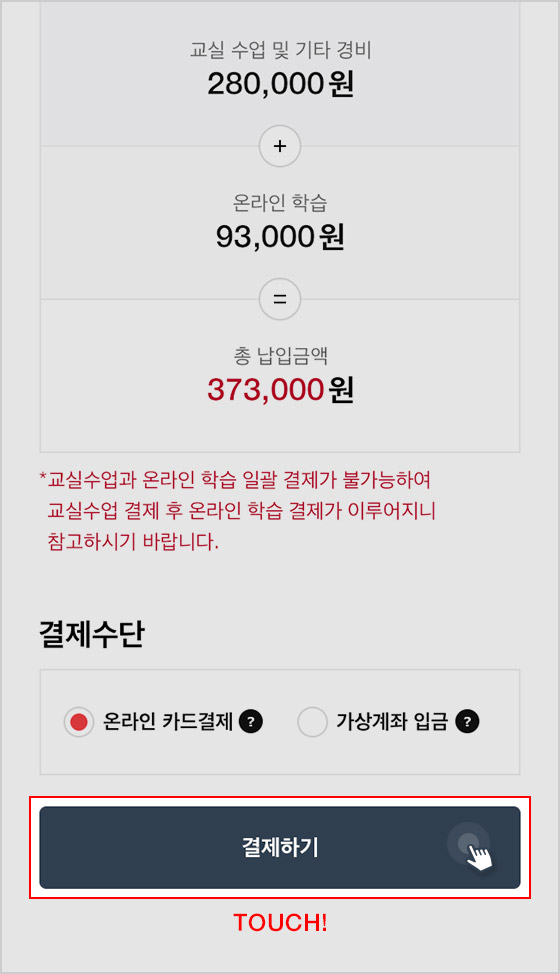 교실 수업 및 기타 경비
280,000원
+
온라인 학습
93,000원
=
총 납입금액
373,000원
*교실수업과 온라인 학습 일괄 결제가 불가능하여
교실수업 결제 후 온라인 학습 결제가 이루어지니
참고하시기 바랍니다.
결제수단
온라인 카드결제 ? 가상계좌 입금 ?
결제하기
TOUCH!